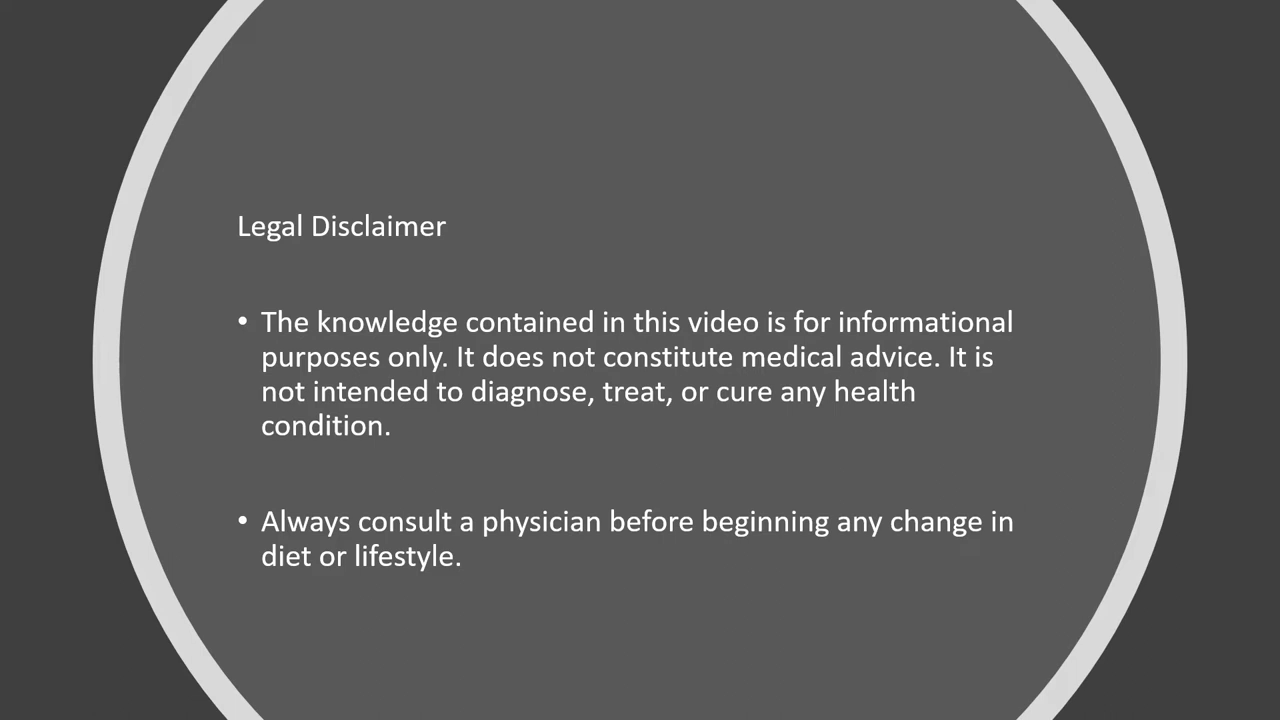 Legal Disclaimer
• The knowledge contained in this video is for informational
purposes only. It does not constitute medical advice. It is
not intended to diagnose, treat, or cure any health
condition.
• Always consult a physician before beginning any change in
diet or lifestyle.